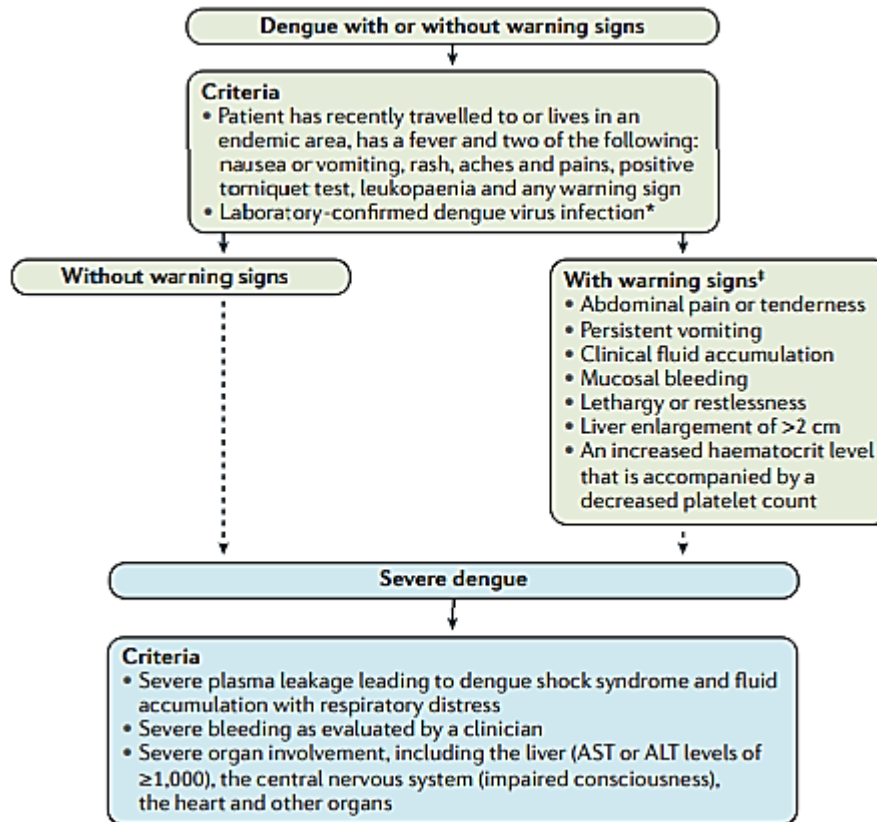 Dengue with or without warning signs
Criteria
• Patient has recently travelled to or lives in an
endemic area, has a fever and two of the following:
nausea or vomiting, rash, aches and pains, positive
torniquet test, leukopaenia and any warning sign
• Laboratory-confirmed dengue virus infection*
Without warning signs
With warning signs‡
• Abdominal pain or tenderness
• Persistent vomiting
• Clinical fluid accumulation
• Mucosal bleeding
• Lethargy or restlessness
• Liver enlargement of >2 cm
• An increased haematocrit level
that is accompanied by a
decreased platelet count
Severe dengue
Criteria
• Severe plasma leakage leading to dengue shock syndrome and fluid
accumulation with respiratory distress
• Severe bleeding as evaluated by a clinician
• Severe organ involvement, including the liver (AST or ALT levels of
≥1,000), the central nervous system (impaired consciousness),
the heart and other organs